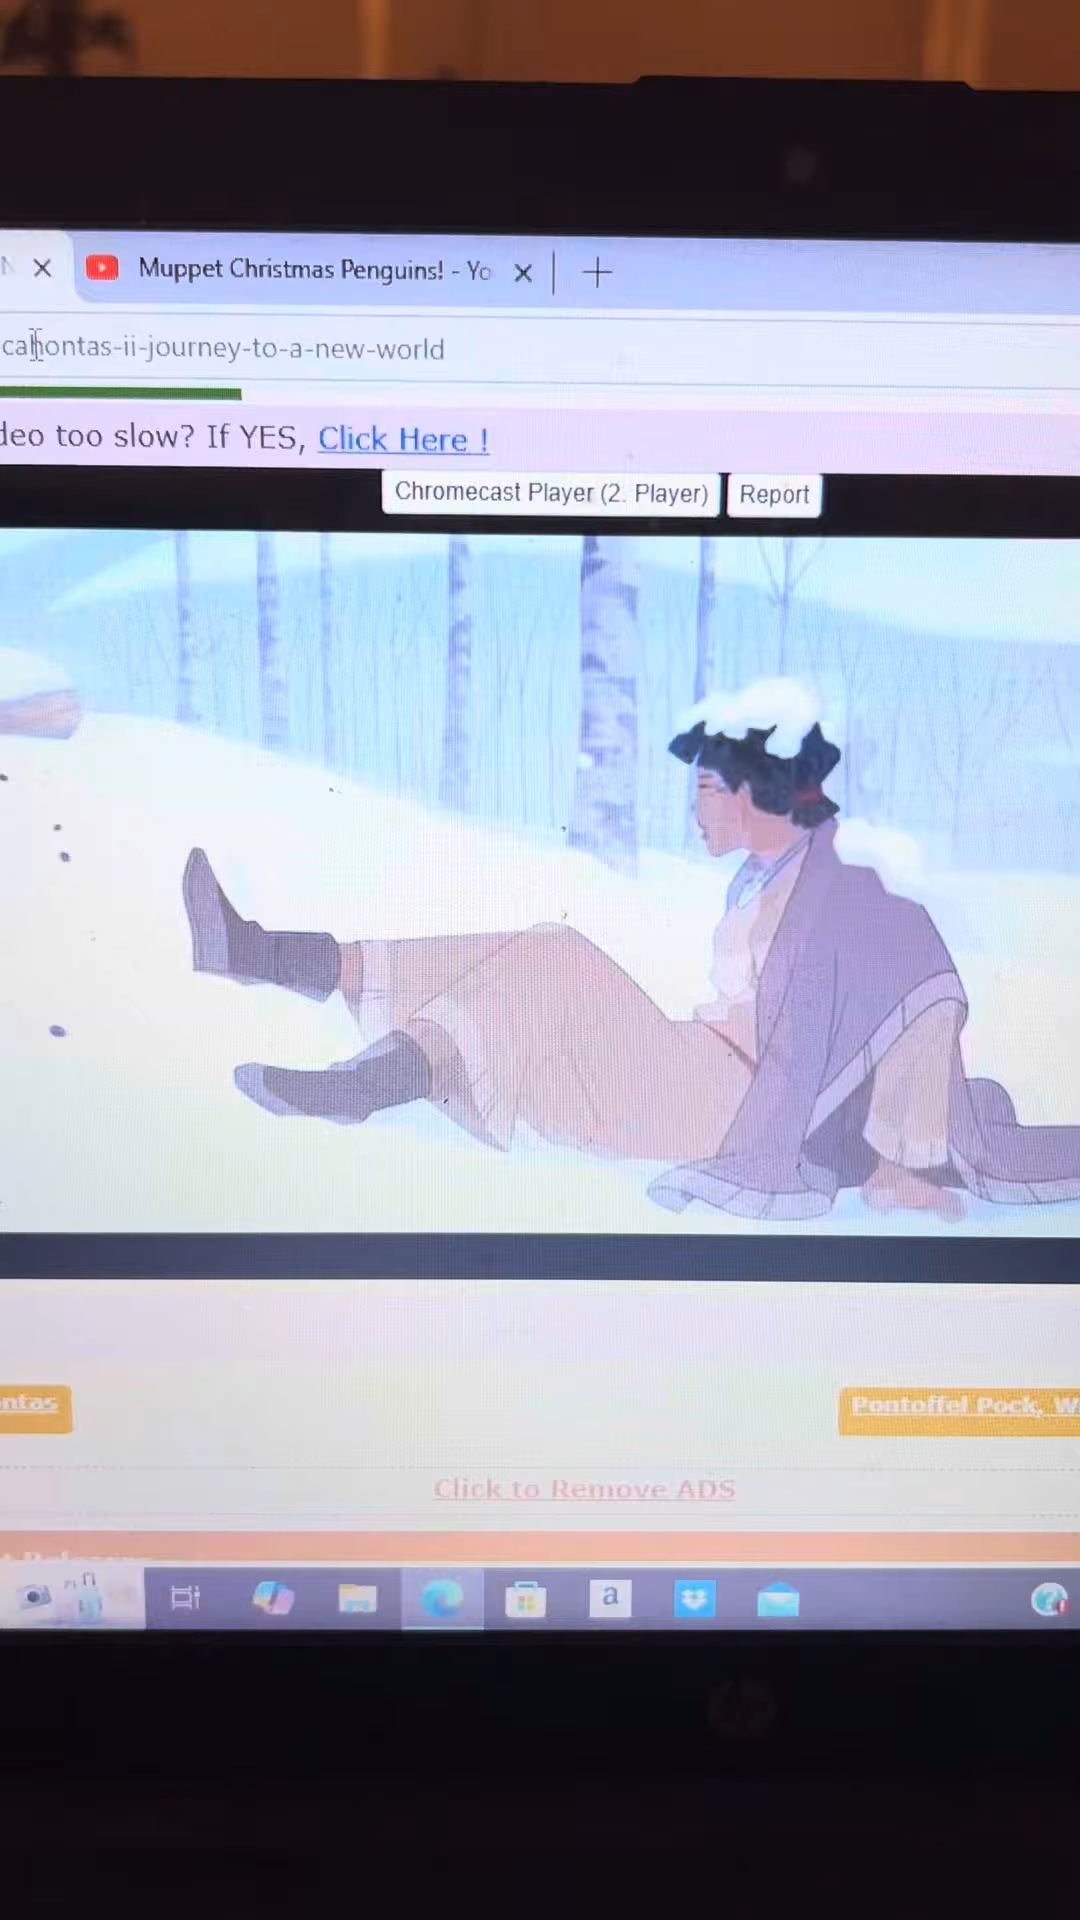 Muppet Christmas Penguins! - Yo
cahontas-ii-journey-to-a-new-world
deo too slow? If YES, Click Here !
Chromecast Player (2. Player) Report
ntas
Pontoffel Pock, W
Click to Remove ADS
a